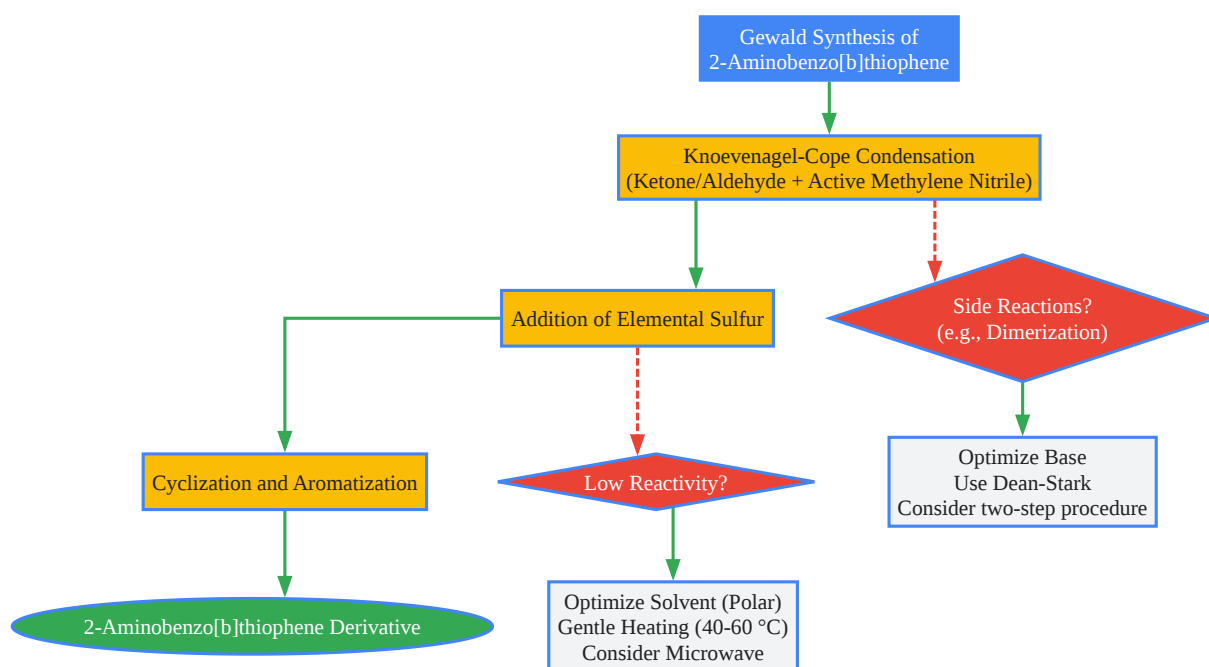 Gewald Synthesis of
2-Aminobenzo[b]thiophene
Knoevenagel-Cope Condensation
(Ketone/Aldehyde + Active Methylene Nitrile)
Side Reactions?
(e.g., Dimerization)
Addition of Elemental Sulfur
Optimize Base
Use Dean-Stark
Consider two-step procedure
Cyclization and Aromatization
Low Reactivity?
2-Aminobenzo[b]thiophene Derivative
Optimize Solvent (Polar)
Gentle Heating (40-60 °C)
Consider Microwave